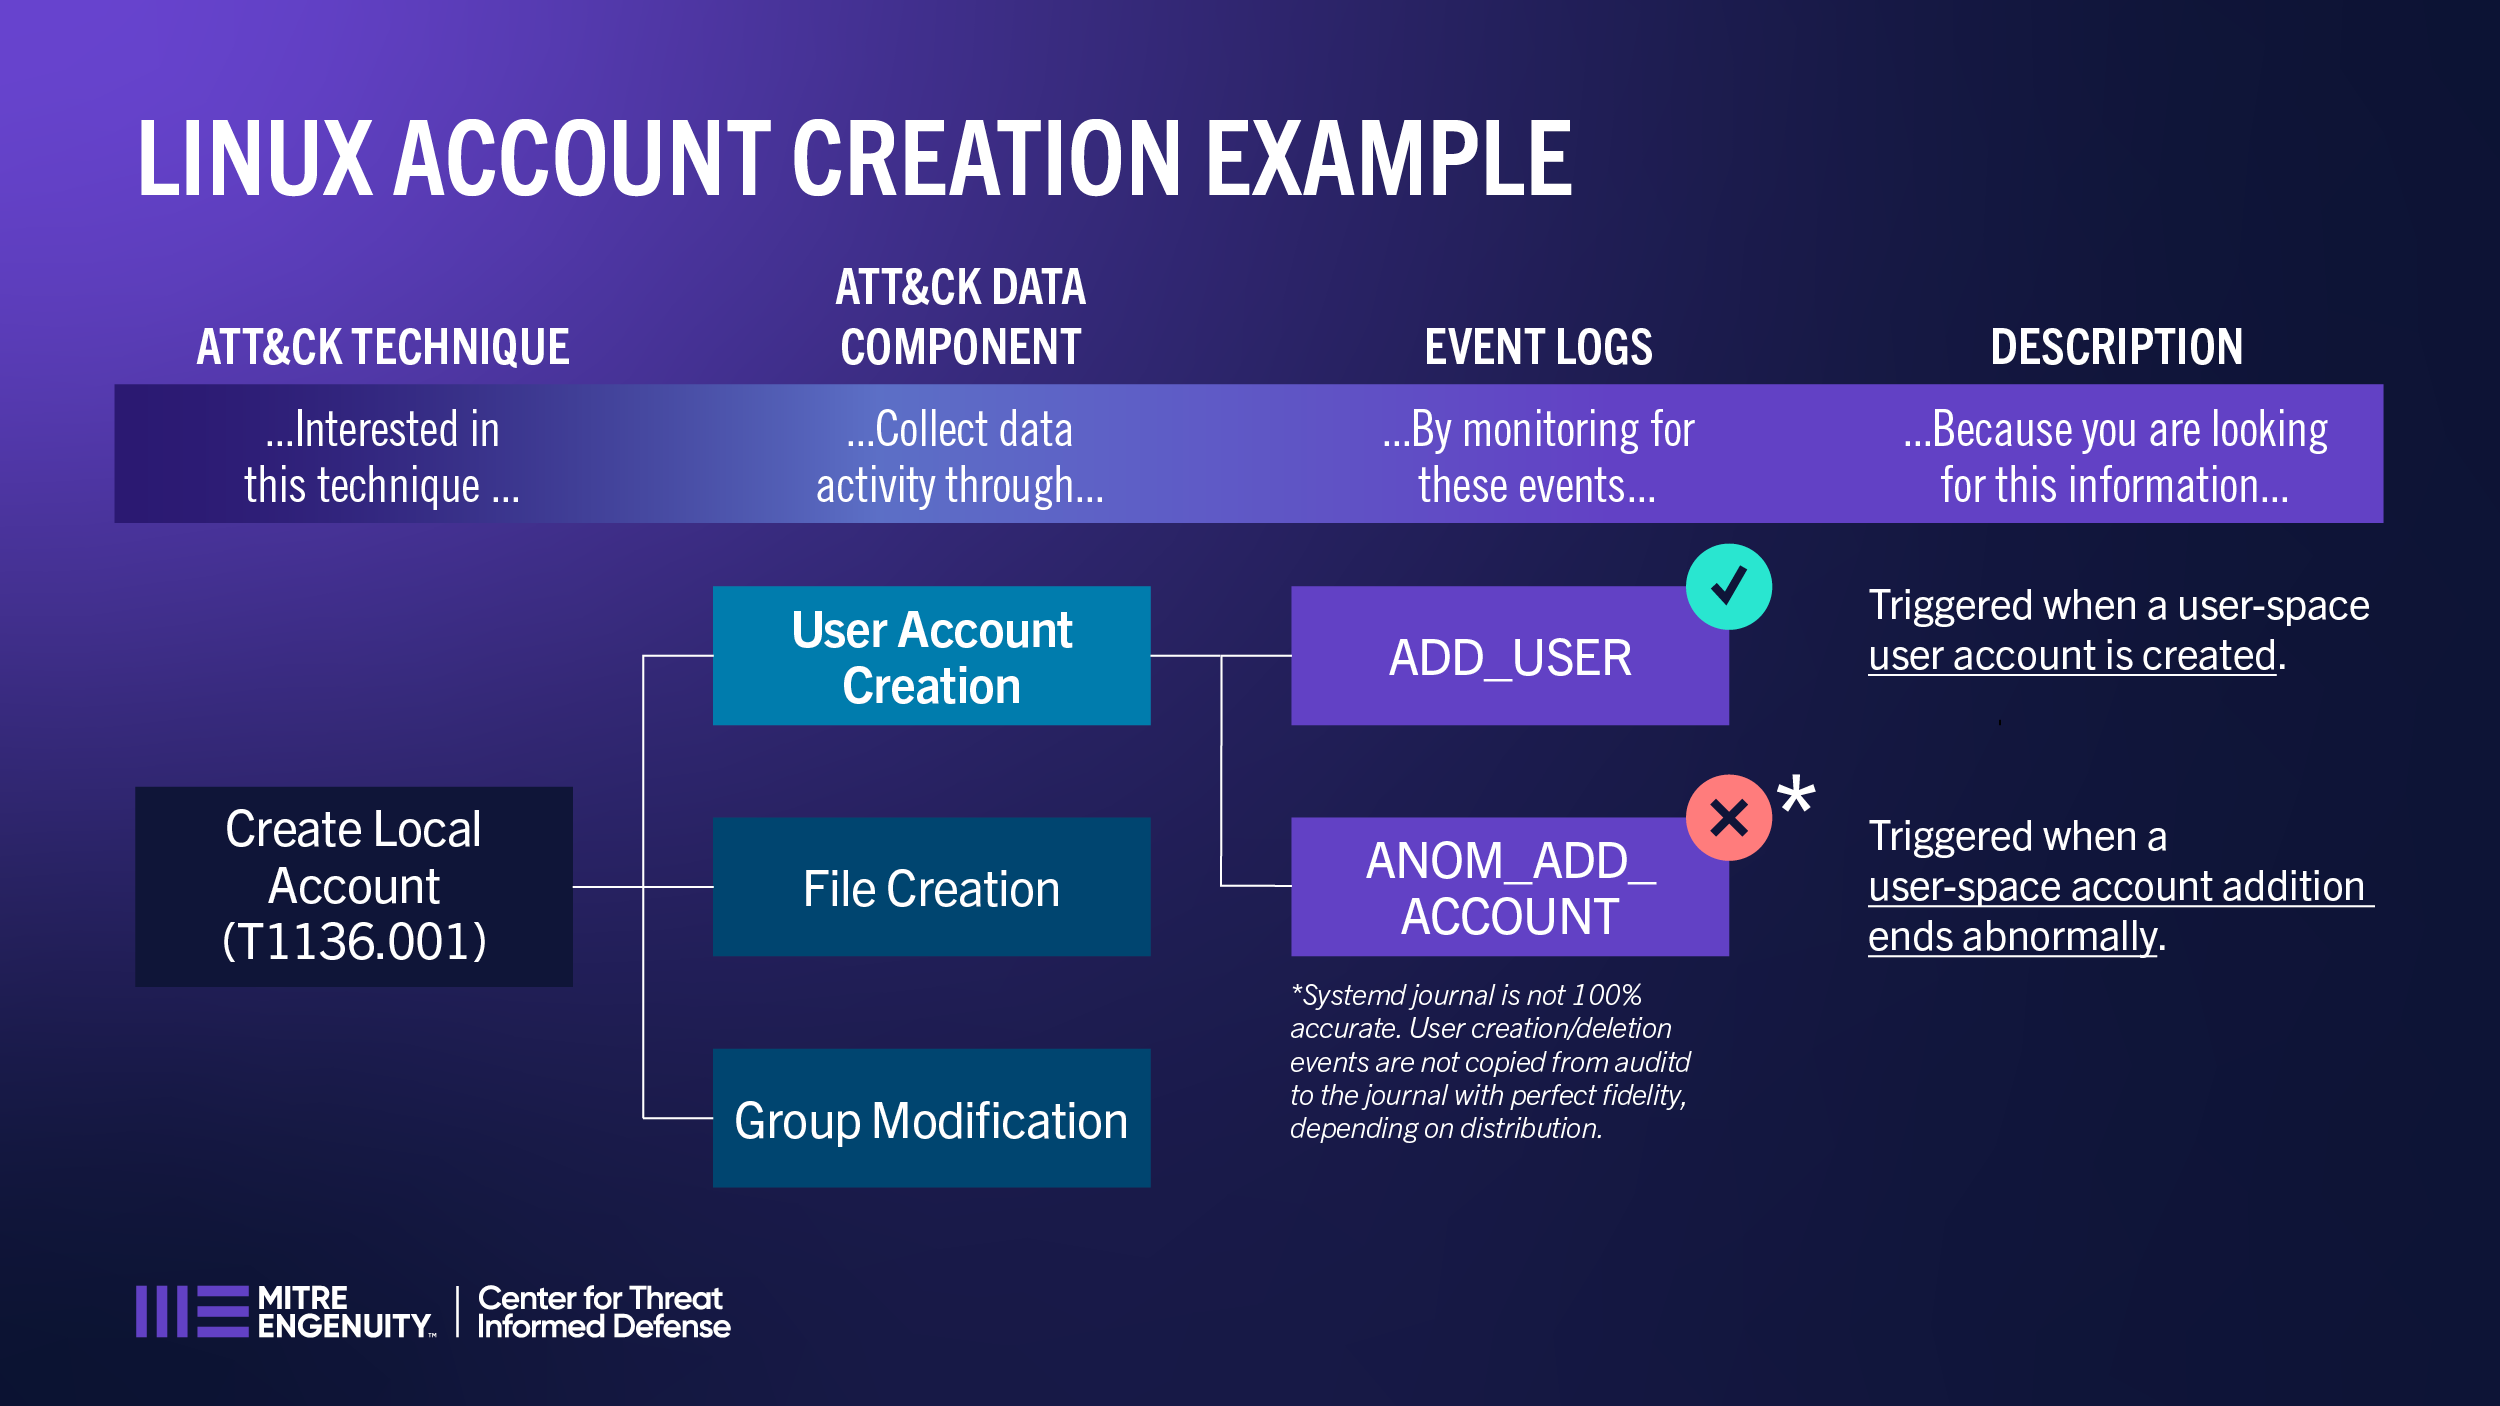 LINUX ACCOUNT CREATION EXAMPLE
ATT&CK TECHNIQUE
ATT&CK DATA
COMPONENT
EVENT LOGS
DESCRIPTION
...Interested in
this technique ...
...Collect data
activity through...
...By monitoring for
these events...
...Because you are looking
for this information...
Create Local
Account
(T1136.001)
User Account
Creation
File Creation
Group Modification
ADD_USER
ANOM_ADD_
ACCOUNT
*
*Systemd journal is not 100%
accurate. User creation/deletion
events are not copied from auditd
to the journal with perfect fidelity,
depending on distribution.
Triggered when a user-space
user account is created.
Triggered when a
user-space account addition
ends abnormally.
MITRE
ENGENUITY™
Center for Threat
Informed Defense